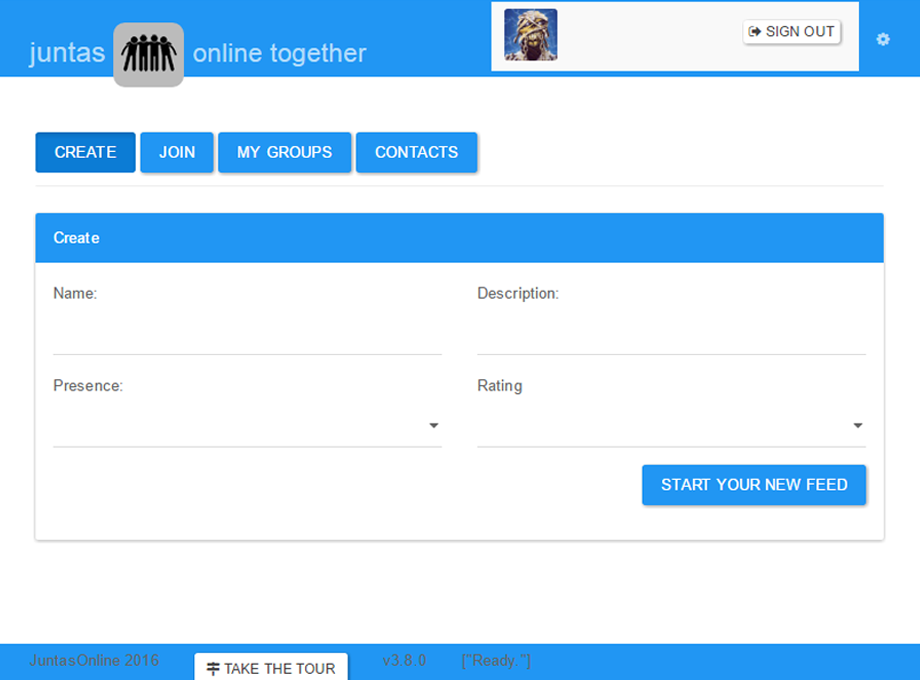 juntas online together
SIGN OUT
CREATE JOIN MY GROUPS CONTACTS
Create
Name: Description:
Presence: Rating
START YOUR NEW FEED
JuntasOnline 2016 TAKE THE TOUR v3.8.0 ["Ready."]